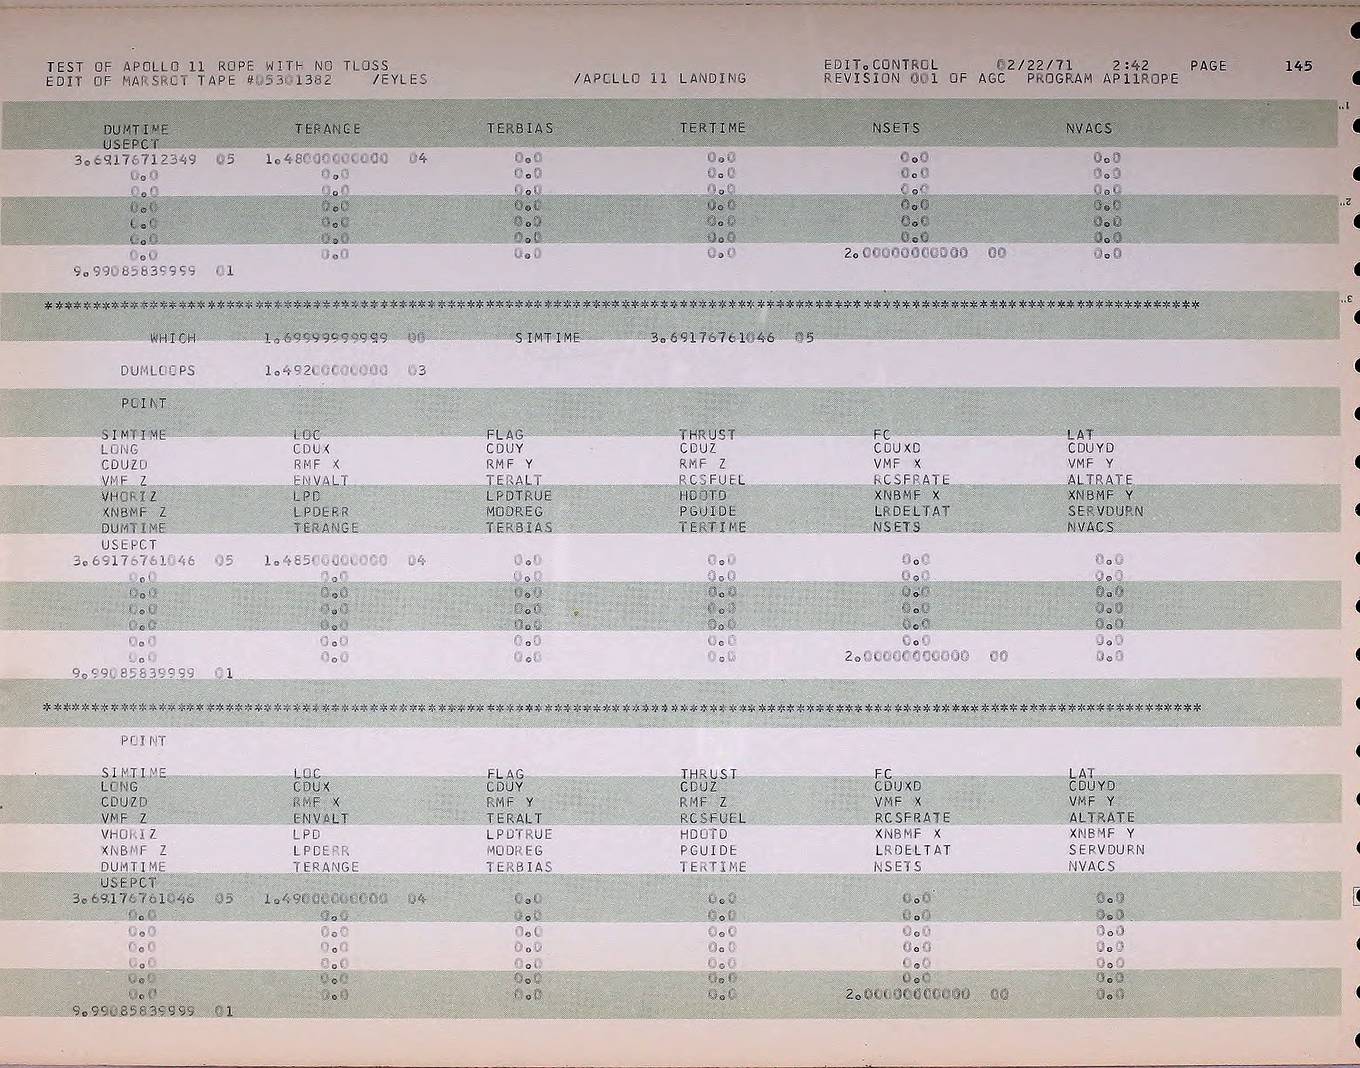 TEST OF APOLLO 11 ROPE WITH NO TLOSS EDIT.CONTROL 02/22/71 2:42 PAGE 145
EDIT OF MARSROT TAPE #05301382 /EYLES /APOLLO 11 LANDING REVISION 001 OF AGC PROGRAM AP11ROPE
DUMTIME TERANGE TERBIAS TERTIME NSETS NVACS
USEPCT
3.69176712349 05 1.48000000000 04 0.0 0.0 0.0 0.0
0.0 0.0 0.0 0.0 0.0 0.0
0.0 0.0 0.0 0.0 0.0 0.0
0.0 0.0 0.0 0.0 0.0 0.0
0.0 0.0 0.0 0.0 0.0 0.0
0.0 0.0 0.0 0.0 0.0 0.0
0.0 0.0 0.0 0.0 2.00000000000 00 0.0
9.99085839999 01
************************************************************************************************************************
WHICH 1.69999999999 00 SIMTIME 3.69176761046 05
DUMLOOPS 1.49200000000 03
POINT
SIMTIME LOC FLAG THRUST FC LAT
LONG CDUX CDUY CDUZ CDUXD CDUYD
CDUZD RMF X RMF Y RMF Z VMF X VMF Y
VMF Z ENVALT TERALT RCSFUEL RCSFRATE ALTRATE
VHORIZ LPD LPDTRUE HDOTD XNBMF X XNBMF Y
XNBMF Z LPDERR MODREG PGUIDE LRDELTAT SERVDURN
DUMTIME TERANGE TERBIAS TERTIME NSETS NVACS
USEPCT
3.69176761046 05 1.48500000000 04 0.0 0.0 0.0 0.0
0.0 0.0 0.0 0.0 0.0 0.0
0.0 0.0 0.0 0.0 0.0 0.0
0.0 0.0 0.0 0.0 0.0 0.0
0.0 0.0 0.0 0.0 0.0 0.0
0.0 0.0 0.0 0.0 0.0 0.0
0.0 0.0 0.0 0.0 2.00000000000 00 0.0
9.99085839999 01
************************************************************************************************************************
POINT
SIMTIME LOC FLAG THRUST FC LAT
LONG CDUX CDUY CDUZ CDUXD CDUYD
CDUZD RMF X RMF Y RMF Z VMF X VMF Y
VMF Z ENVALT TERALT RCSFUEL RCSFRATE ALTRATE
VHORIZ LPD LPDTRUE HDOTD XNBMF X XNBMF Y
XNBMF Z LPDERR MODREG PGUIDE LRDELTAT SERVDURN
DUMTIME TERANGE TERBIAS TERTIME NSETS NVACS
USEPCT
3.69176761046 05 1.49000000000 04 0.0 0.0 0.0 0.0
0.0 0.0 0.0 0.0 0.0 0.0
0.0 0.0 0.0 0.0 0.0 0.0
0.0 0.0 0.0 0.0 0.0 0.0
0.0 0.0 0.0 0.0 0.0 0.0
0.0 0.0 0.0 0.0 0.0 0.0
0.0 0.0 0.0 0.0 2.00000000000 00 0.0
9.99085839999 01